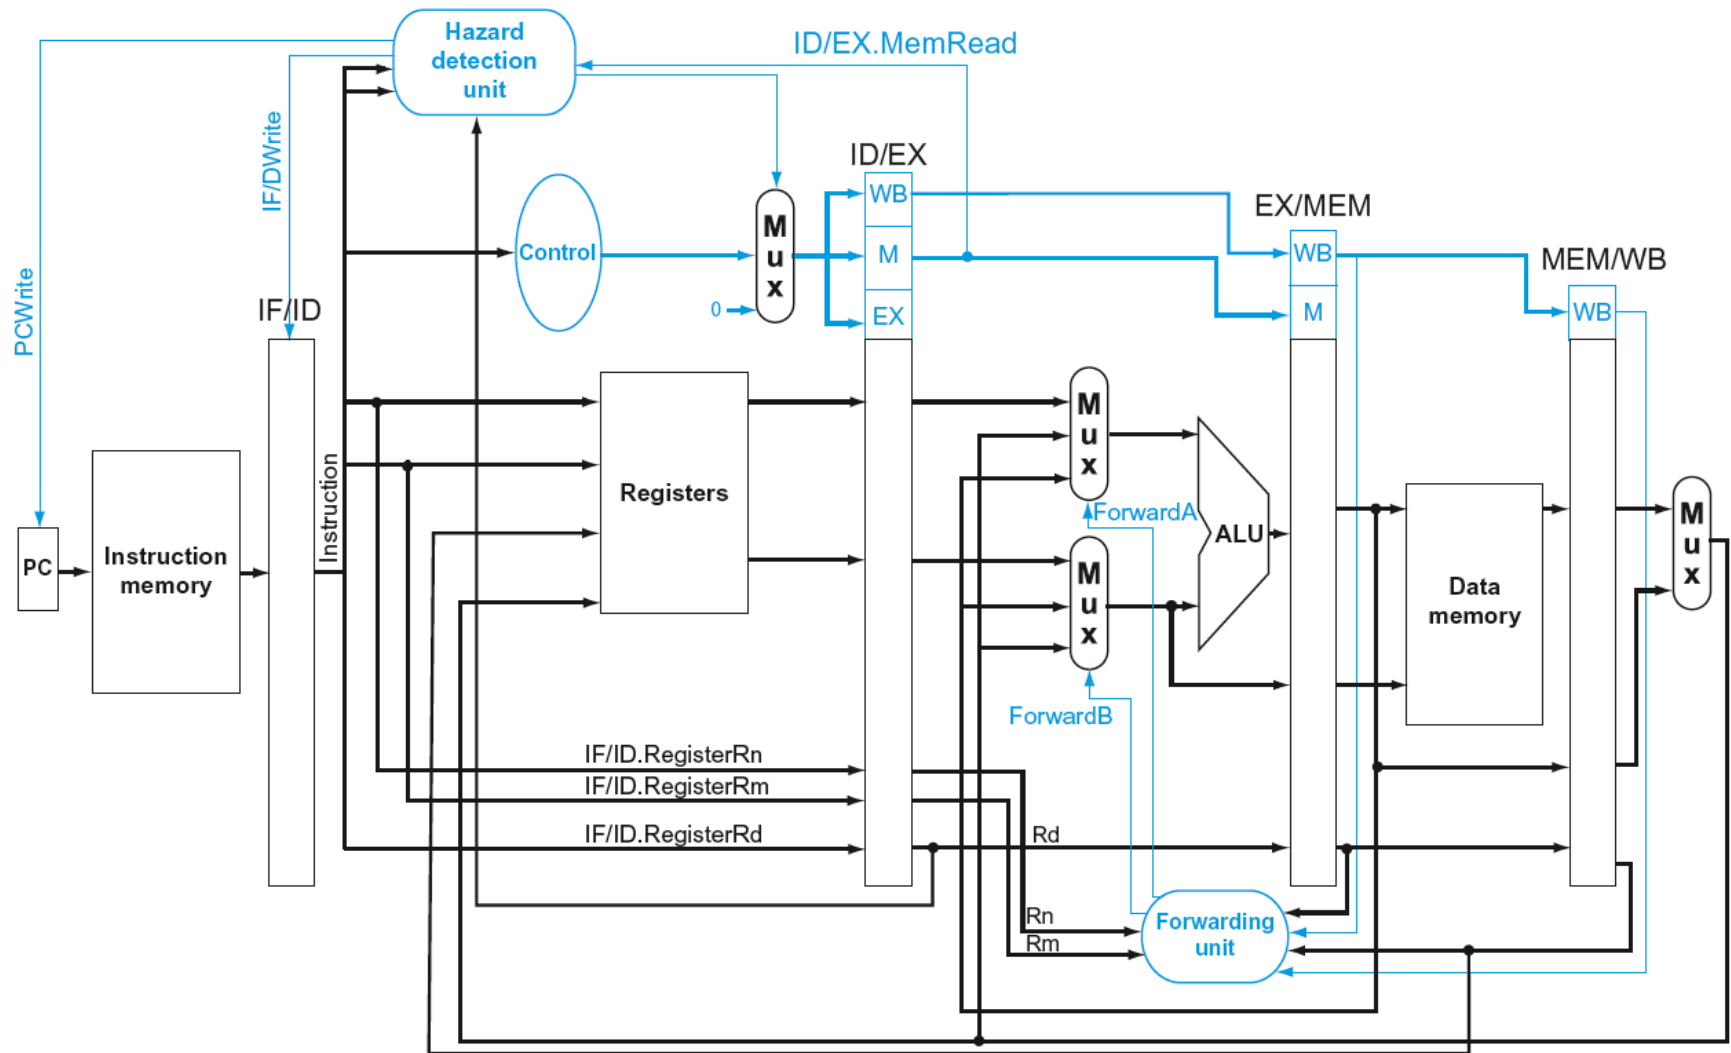 Hazard
detection
unit
ID/EX.MemRead
IF/DWrite
PCWrite
ID/EX
WB
M
EX
Control
0
M
u
x
EX/MEM
WB
M
MEM/WB
WB
IF/ID
Instruction
PC
Instruction
memory
Registers
M
u
x
ForwardA
M
u
x
ForwardB
ALU
Data
memory
M
u
x
IF/ID.RegisterRn
IF/ID.RegisterRm
IF/ID.RegisterRd
Rd
Rn
Rm
Forwarding
unit